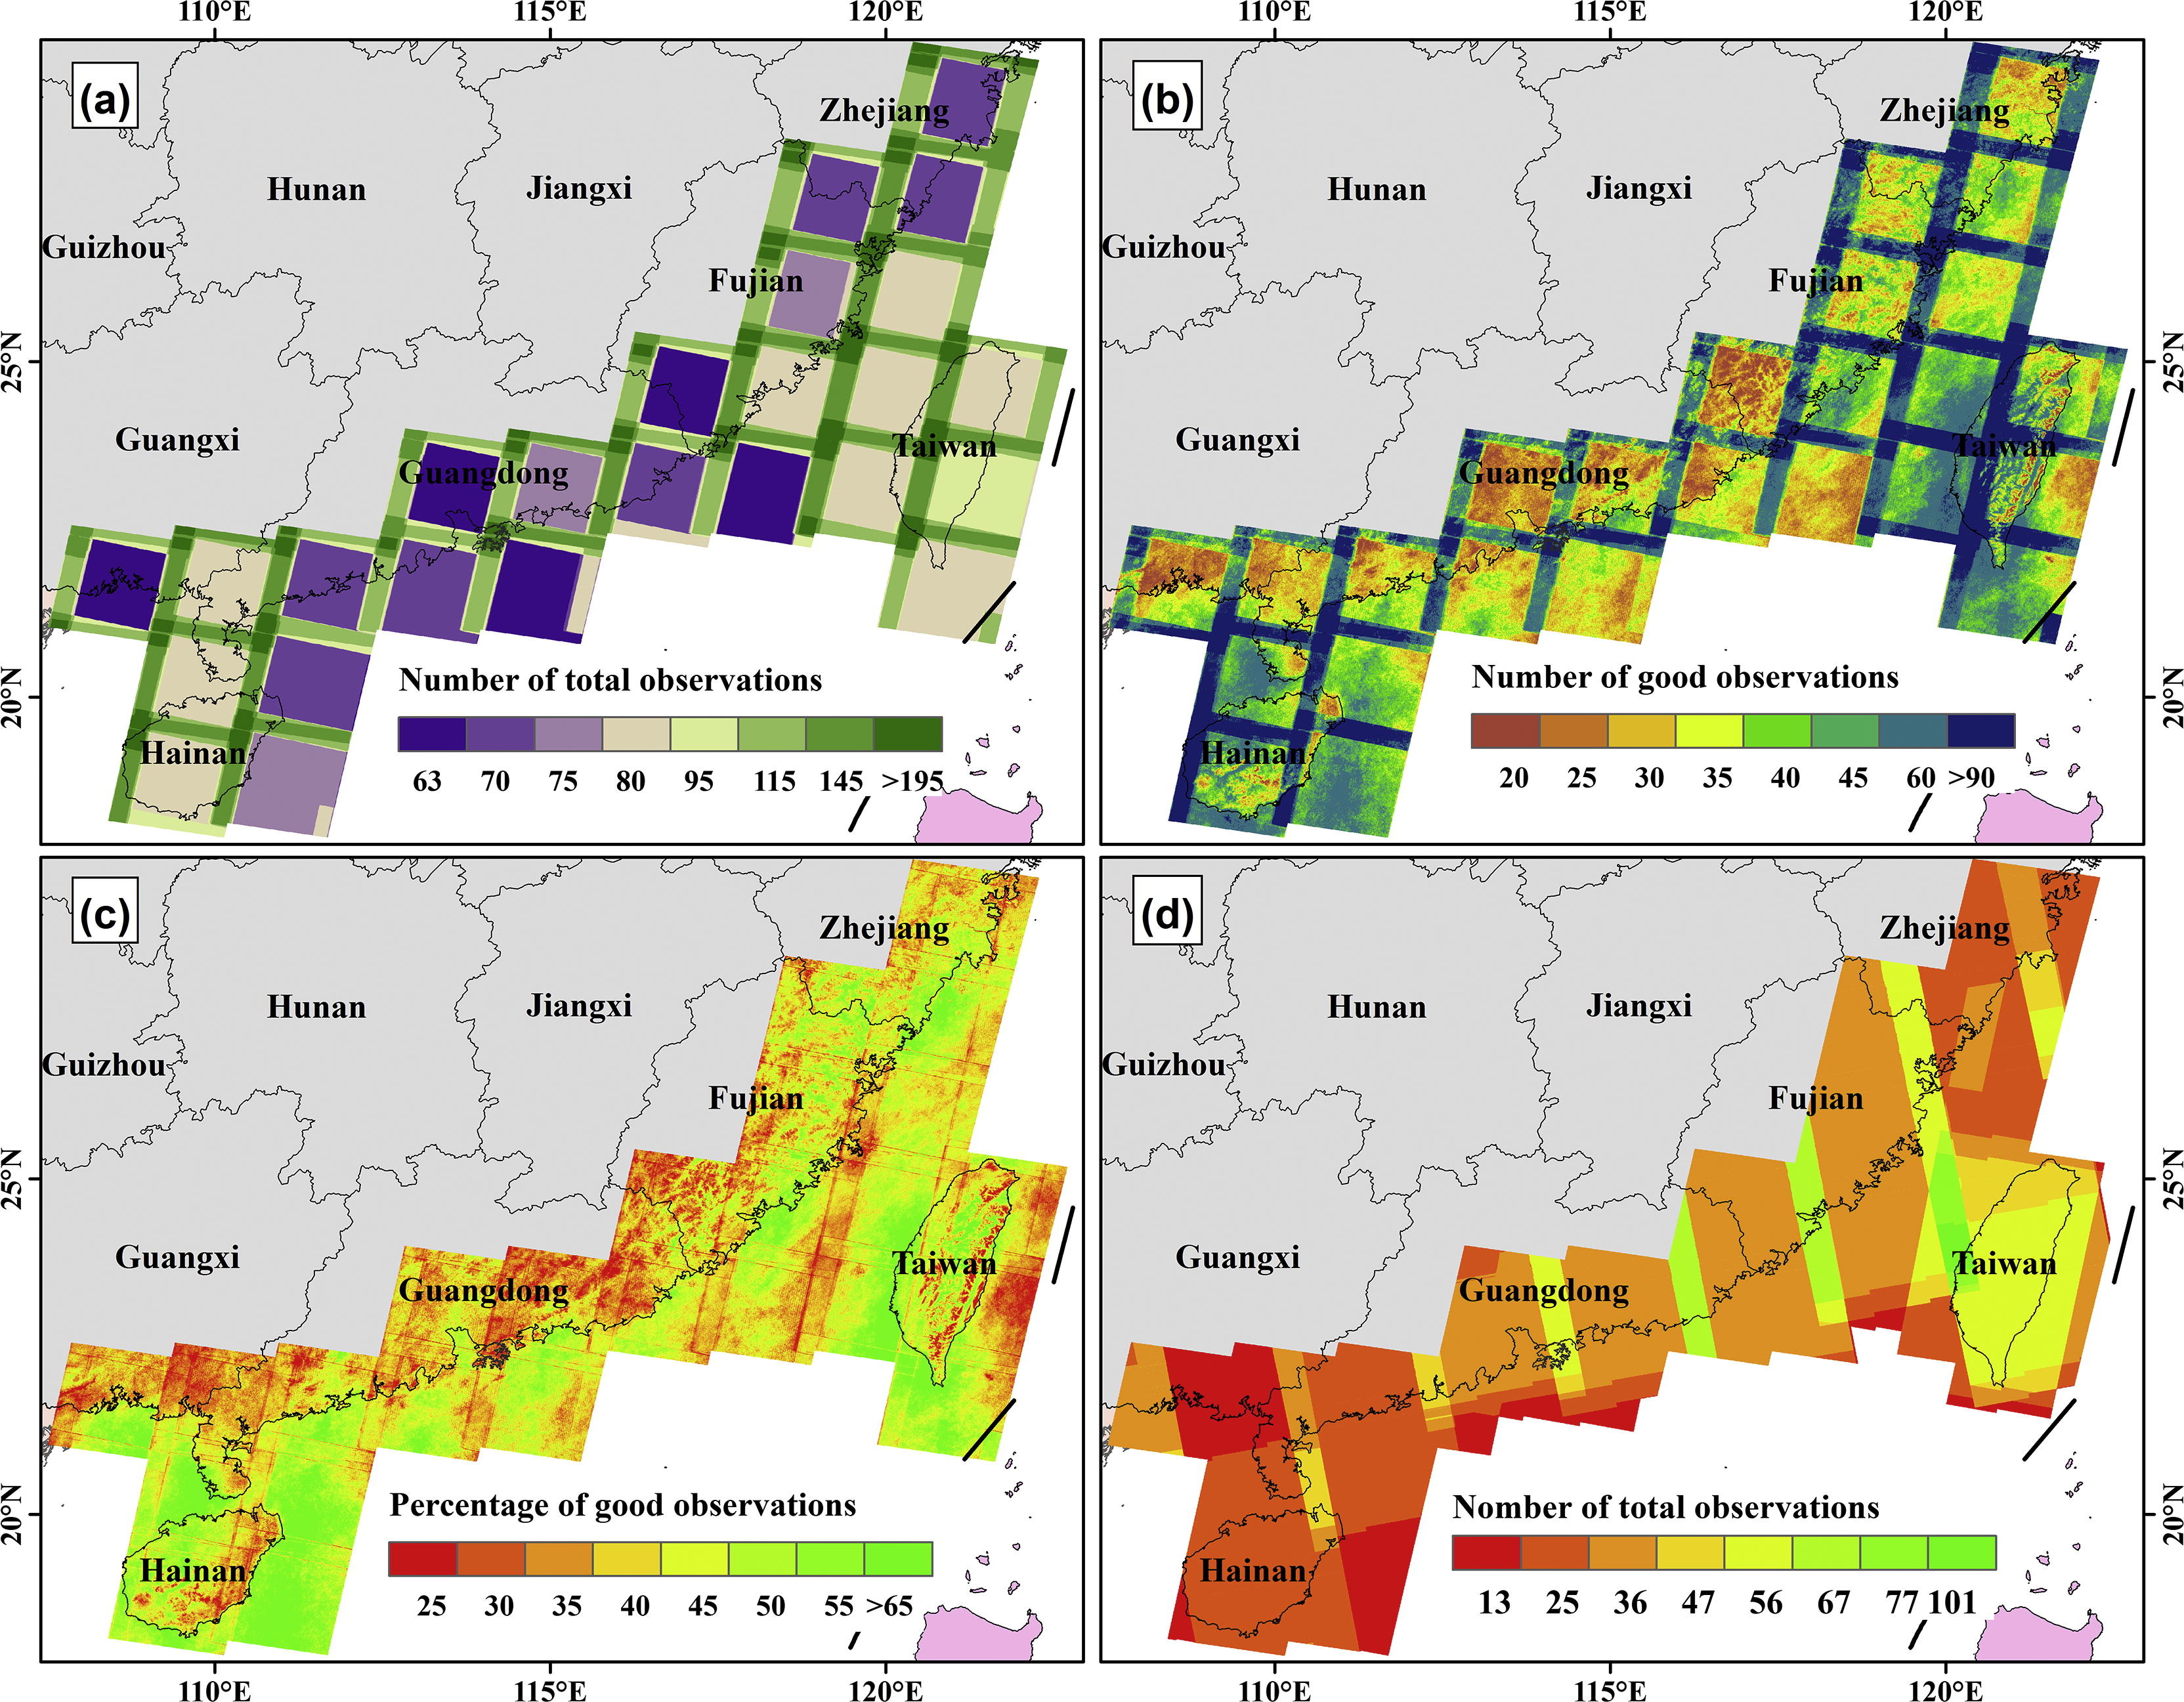 110°E 115°E 120°E 110°E 115°E 120°E
(a)
Zhejiang
Hunan
Jiangxi
Guizhou
Fujian
25°N
Guangxi
Taiwan
Guangdong
Number of total observations
20°N
Hainan
63 70 75 80 95 115 145 >195
(b)
Zhejiang
Hunan
Jiangxi
Guizhou
Fujian
25°N
Guangxi
Taiwan
Guangdong
Number of good observations
20°N
Hainan
20 25 30 35 40 45 60 >90
(c)
Zhejiang
Hunan
Jiangxi
Guizhou
Fujian
25°N
Guangxi
Taiwan
Guangdong
Percentage of good observations
20°N
Hainan
25 30 35 40 45 50 55 >65
(d)
Zhejiang
Hunan
Jiangxi
Guizhou
Fujian
25°N
Guangxi
Taiwan
Guangdong
Nomber of total observations
20°N
Hainan
13 25 36 47 56 67 77 101
110°E 115°E 120°E 110°E 115°E 120°E